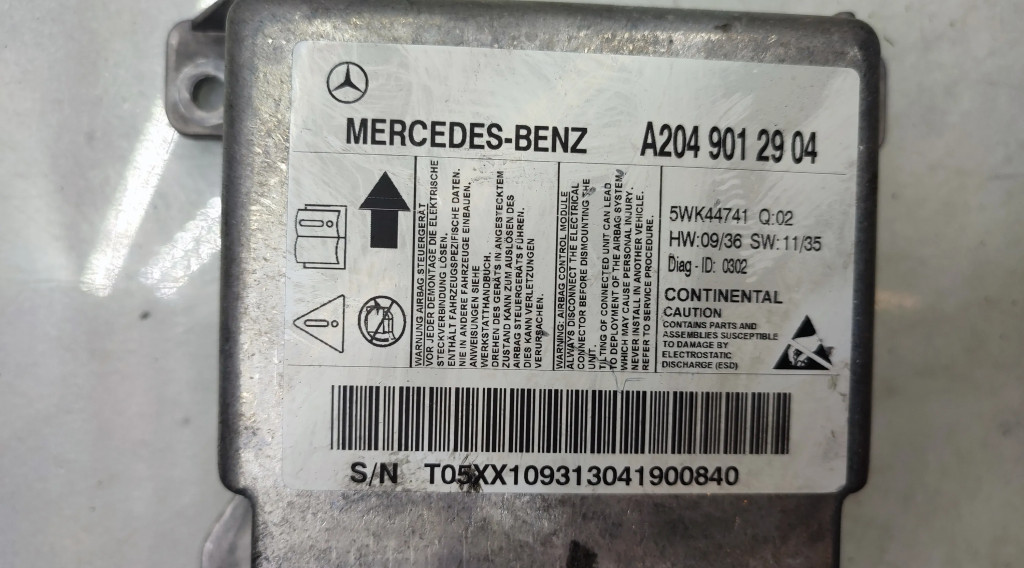 MERCEDES-BENZ A204 901 29 04
WARNUNG AIRBAG STEUERGERÄT
VOR JEDER DEMONTAGE DIE ELEKTRISCHE
STECKVERBINDUNG LÖSEN.
ENTHÄLT FAHRZEUGSPEZIFISCHE DATEN.
NIE IN ANDERE FAHRZEUGE EINBAUEN.
ANWEISUNGEN SIEHE
WERKSTATTHANDBUCH.
DREHEN DES GERÄTS IN ANGESTECKTEM
ZUSTAND KANN ZUM AUSLÖSEN DES
AIRBAG STEUERGERÄTS FÜHREN.
DIES KANN VERLETZUNGEN
VERURSACHEN.
WARNING: AIRBAG CONTROL MODULE
ALWAYS DISCONNECT THE ELECTRICAL
CONNECTOR BEFORE DISMOUNTING THE
UNIT.
TILTING OF CONNECTED UNIT CAN LEAD
TO DEPLOYMENT OF THE AIRBAG SYSTEM
WHICH MAY CAUSE PERSONAL INJURY.
NEVER INSTALL IN ANOTHER VEHICLE.
REFER TO SERVICE PROCEDURE.
5WK44741 Q:02
HW:09/36 SW:11/35
Diag - ID: 0302
CONTINENTAL
CAUTION
CONTAINS PARTS AND
ASSEMBLIES SUSCEPTIBLE
TO DAMAGE BY
ELECTROSTATIC
DISCHARGE (ESD)
S/N T05XX109313041900840